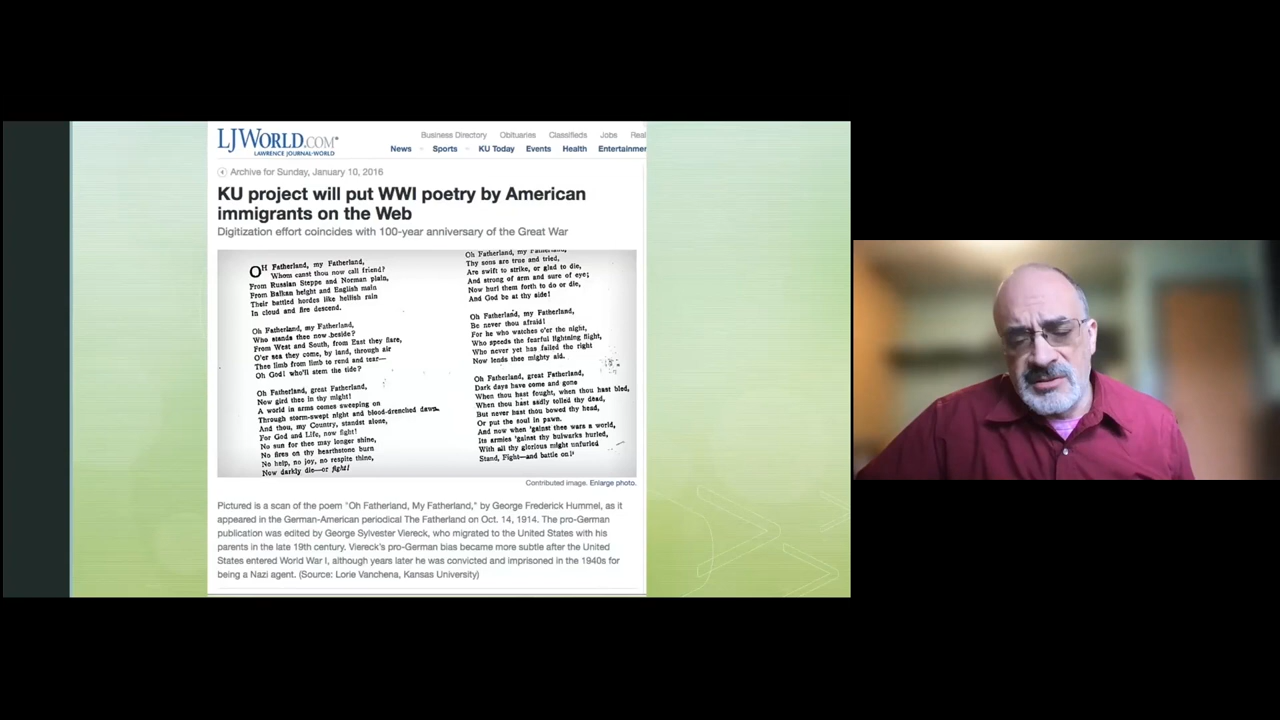 LJWORLD.COM®
LAWRENCE JOURNAL-WORLD
Business Directory Obituaries Classifieds Jobs Real
News Sports KU Today Events Health Entertainmen
Archive for Sunday, January 10, 2016
KU project will put WWI poetry by American
immigrants on the Web
Digitization effort coincides with 100-year anniversary of the Great War
OH Fatherland, my Fatherland,
Whom canst thou now call friend?
From Russian Steppe and Norman plain,
From Balkan height and English main
Their battled hordes like hellish rain
In cloud and fire descend.
Oh Fatherland, my Fatherland,
Who stands thee now beside?
From West and South, from East they flare,
O'er sea they come, by land, through air
Thee limb from limb to rend and tear—
Oh God! who'll stem the tide?
Oh Fatherland, great Fatherland,
Now gird thee in thy might!
A world in arms comes sweeping on
Through storm-swept night and blood-drenched dawn
And thou, my Country, standst alone,
For God and Life, now fight!
No sun for thee may longer shine,
No fires on thy hearthstone burn
No help, no joy, no respite thine,
Now darkly die—or fight!
Oh Fatherland, my Fatherland,
Thy sons are true and tried,
Are swift to strike, or glad to die,
And strong of arm and sure of eye;
Now hurl them forth to do or die,
And God be at thy side!
Oh Fatherland, my Fatherland,
Be never thou afraid!
For he who watches o'er the night,
Who speeds the fearful lightning flight,
Who never yet has failed the right
Now lends thee mighty aid.
Oh Fatherland, great Fatherland,
Dark days have come and gone
When thou hast fought, when thou hast bled,
When thou hast sadly tolled thy dead,
But never hast thou bowed thy head,
Or put the soul in pawn.
And now when 'gainst thee wars a world,
Its armies 'gainst thy bulwarks hurled,
With all thy glorious might unfurled
Stand, Fight—and battle on!
Contributed image. Enlarge photo.
Pictured is a scan of the poem "Oh Fatherland, My Fatherland," by George Frederick Hummel, as it
appeared in the German-American periodical The Fatherland on Oct. 14, 1914. The pro-German
publication was edited by George Sylvester Viereck, who migrated to the United States with his
parents in the late 19th century. Viereck's pro-German bias became more subtle after the United
States entered World War I, although years later he was convicted and imprisoned in the 1940s for
being a Nazi agent. (Source: Lorie Vanchena, Kansas University)